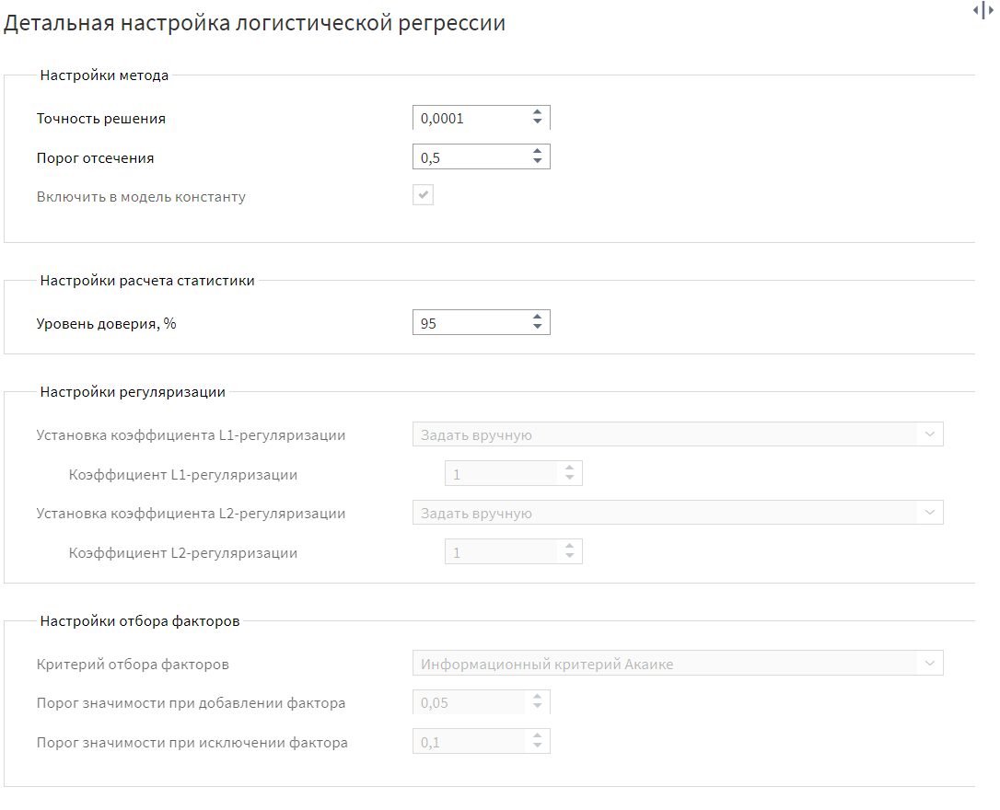 Детальная настройка логистической регрессии
Настройки метода
Точность решения 0,0001
Порог отсечения 0,5
Включить в модель константу
Настройки расчета статистики
Уровень доверия, % 95
Настройки регуляризации
Установка коэффициента L1-регуляризации Задать вручную
Коэффициент L1-регуляризации 1
Установка коэффициента L2-регуляризации Задать вручную
Коэффициент L2-регуляризации 1
Настройки отбора факторов
Критерий отбора факторов Информационный критерий Акаике
Порог значимости при добавлении фактора 0,05
Порог значимости при исключении фактора 0,1